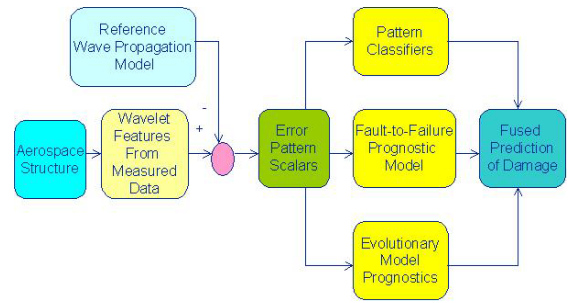 Reference
Wave Propagation
Model
-
+
Aerospace
Structure
Wavelet
Features
From
Measured
Data
Error
Pattern
Scalars
Pattern
Classifiers
Fault-to-Failure
Prognostic
Model
Evolutionary
Model
Prognostics
Fused
Prediction
of Damage